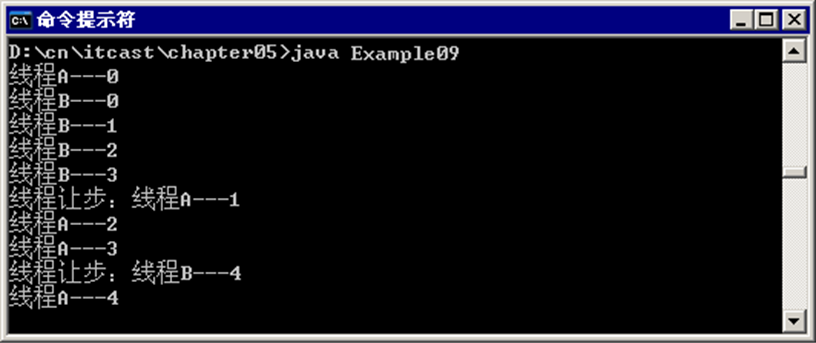 命令提示符
D:\cn\itcast\chapter05>java Example09
线程A---0
线程B---0
线程B---1
线程B---2
线程B---3
线程让步：线程A---1
线程A---2
线程A---3
线程让步：线程B---4
线程A---4